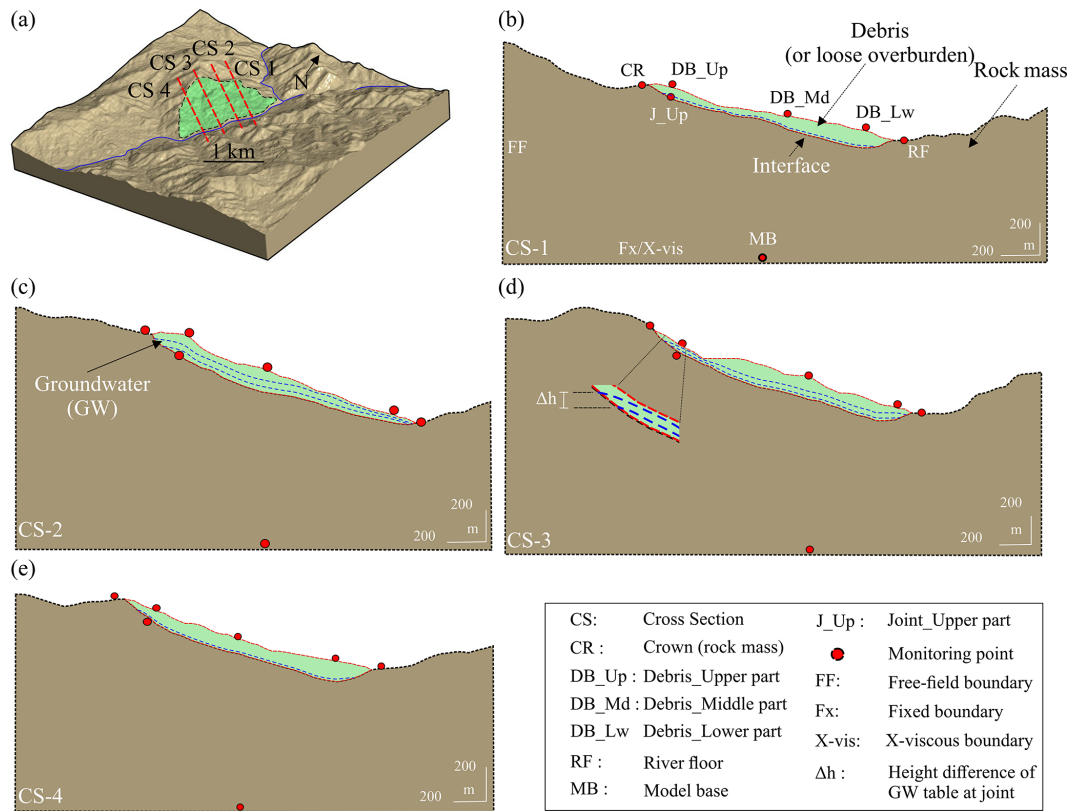 (a)
CS 2
CS 3
CS 1
CS 4
N
1 km
(b)
Debris
(or loose overburden)
Rock mass
CR
DB_Up
J_Up
DB_Md
DB_Lw
FF
Interface
RF
MB
CS-1
Fx/X-vis
200
200
m
(c)
Groundwater
(GW)
CS-2
200
200
m
(d)
Δh
CS-3
200
200
m
(e)
CS-4
200
200
m
CS: Cross Section
CR : Crown (rock mass)
DB_Up : Debris_Upper part
DB_Md : Debris_Middle part
DB_Lw Debris_Lower part
RF : River floor
MB : Model base
J_Up : Joint_Upper part
Monitoring point
FF: Free-field boundary
Fx: Fixed boundary
X-vis: X-viscous boundary
Δh : Height difference of
GW table at joint